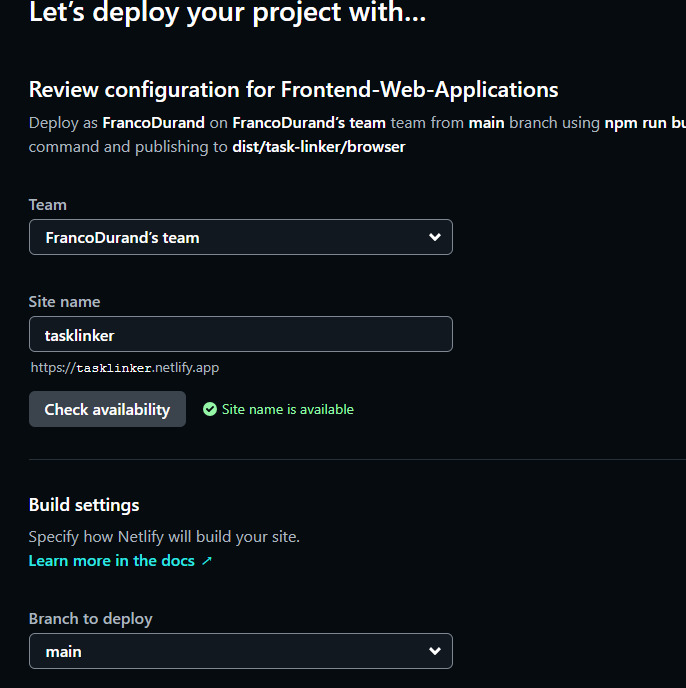 Let's deploy your project with...
Review configuration for Frontend-Web-Applications
Deploy as FrancoDurand on FrancoDurand's team team from main branch using npm run bu
command and publishing to dist/task-linker/browser
Team
FrancoDurand's team
Site name
tasklinker
https://tasklinker.netlify.app
Check availability
Site name is available
Build settings
Specify how Netlify will build your site.
Learn more in the docs ↗
Branch to deploy
main